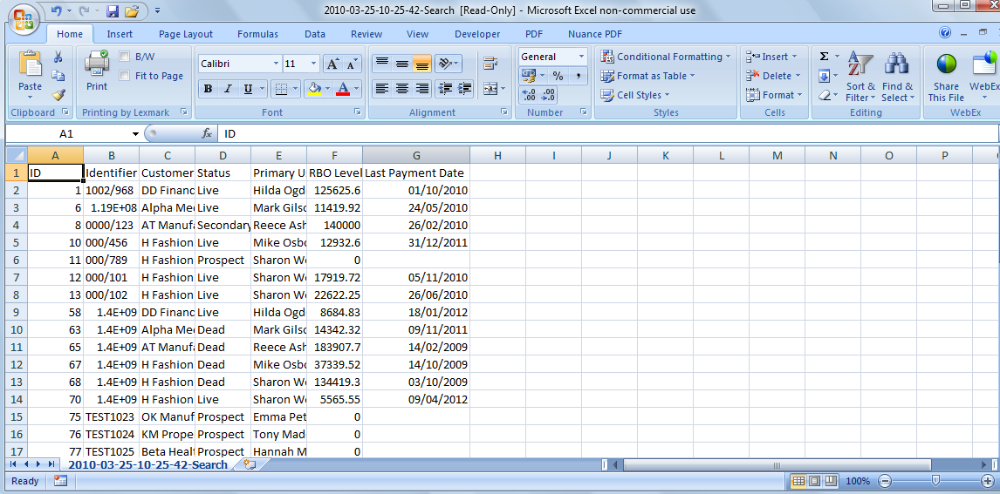 2010-03-25-10-25-42-Search [Read-Only] - Microsoft Excel non-commercial use
Home Insert Page Layout Formulas Data Review View Developer PDF Nuance PDF
Paste
Clipboard
Print
B/W
Fit to Page
Printing by Lexmark
Calibri 11
B I U
Font
Alignment
General
Number
Conditional Formatting
Format as Table
Cell Styles
Styles
Insert
Delete
Format
Cells
Sort & Filter
Find & Select
Editing
Share This File
WebEx
WebEx
A1 fx ID
A B C D E F G H I J K L M N O P
1 ID Identifier Customer Status Primary U RBO Level Last Payment Date
2 1 1002/968 DD Financ Live Hilda Ogd 125625.6 01/10/2010
3 6 1.19E+08 Alpha Me Live Mark Gilso 11419.92 24/05/2010
4 8 0000/123 AT Manufa Secondary Reece Ash 140000 26/02/2010
5 10 000/456 H Fashion Live Mike Osbo 12932.6 31/12/2011
6 11 000/789 H Fashion Prospect Sharon We 0
7 12 000/101 H Fashion Live Sharon We 17919.72 05/11/2010
8 13 000/102 H Fashion Live Sharon We 22622.25 26/06/2010
9 58 1.4E+09 DD Financ Live Hilda Ogd 8684.83 18/01/2012
10 63 1.4E+09 Alpha Me Dead Mark Gilso 14342.32 09/11/2011
11 65 1.4E+09 AT Manufa Dead Reece Ash 183907.7 14/02/2009
12 67 1.4E+09 H Fashion Dead Mike Osbo 37339.52 14/10/2009
13 68 1.4E+09 H Fashion Dead Sharon We 134419.3 03/10/2009
14 70 1.4E+09 H Fashion Live Sharon We 5565.55 09/04/2012
15 75 TEST1023 OK Manuf Prospect Emma Pet 0
16 76 TEST1024 KM Prope Prospect Tony Mad 0
17 77 TEST1025 Beta Heal Prospect Hannah M 0
2010-03-25-10-25-42-Search
Ready 100%